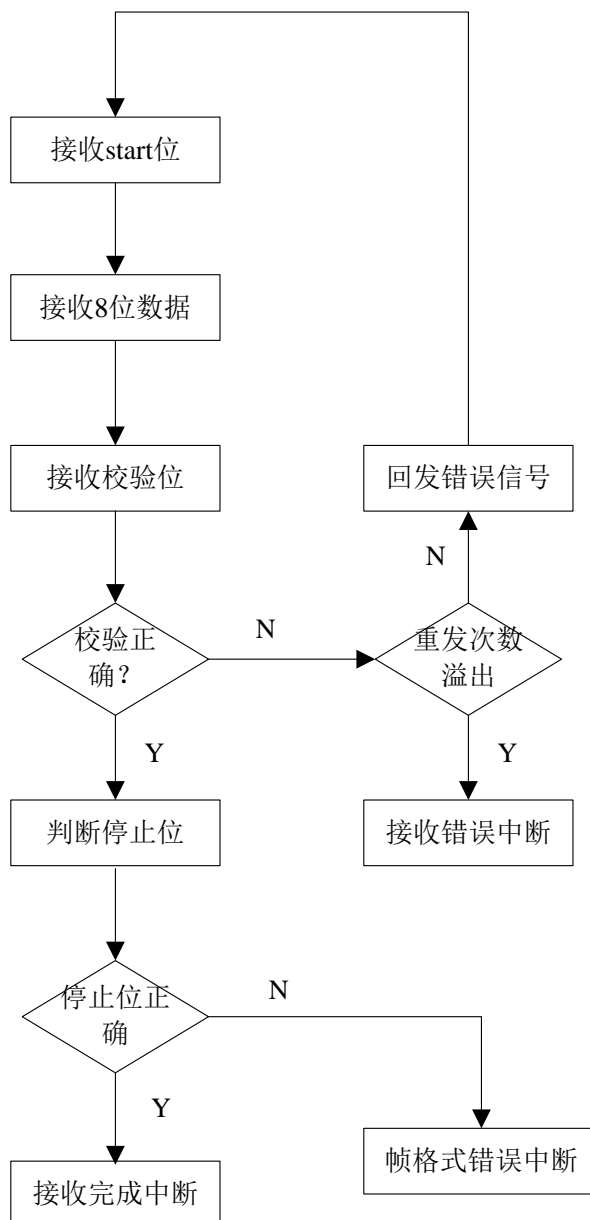 接收start位
接收8位数据
接收校验位
回发错误信号
N
校验正
确？
N
重发次数
溢出
Y
Y
判断停止位
接收错误中断
停止位正
确
N
Y
帧格式错误中断
接收完成中断